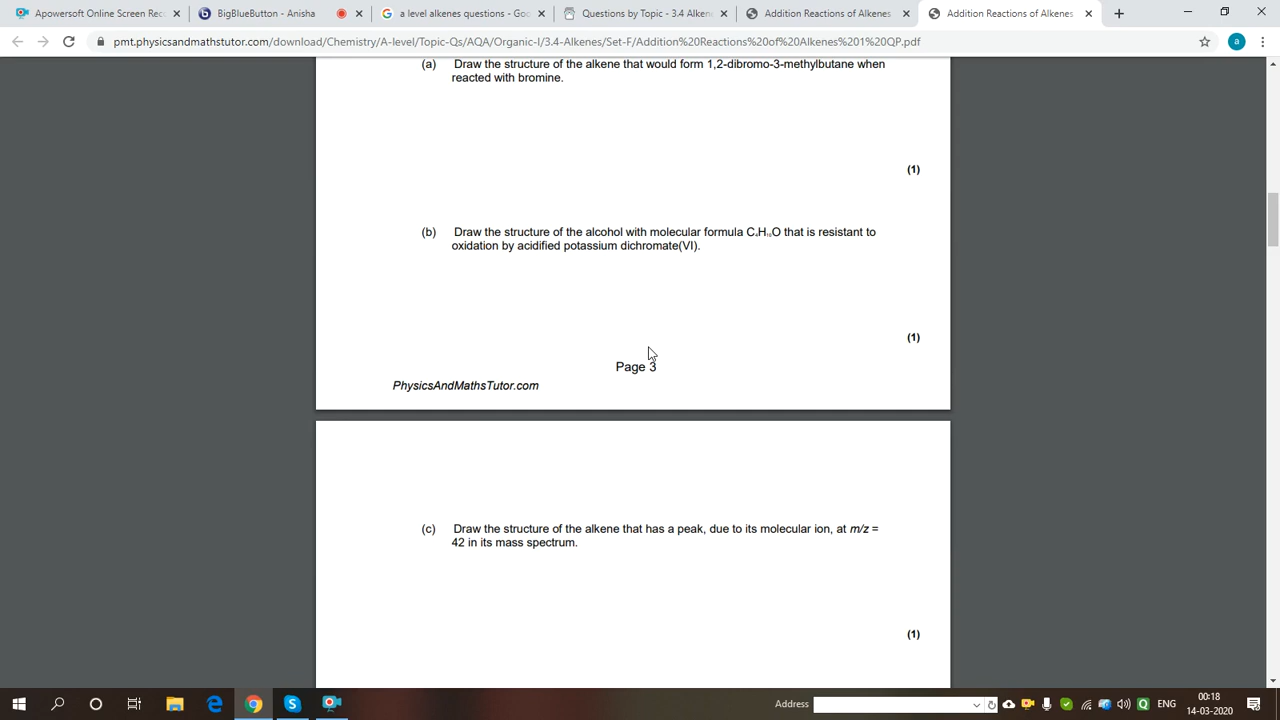 Apowersoft Online Screen Rec
BigBlueButton - Anisha
a level alkenes questions - Goo
Questions by Topic - 3.4 Alkene
Addition Reactions of Alkenes
Addition Reactions of Alkenes
pmt.physicsandmathstutor.com/download/Chemistry/A-level/Topic-Qs/AQA/Organic-I/3.4-Alkenes/Set-F/Addition%20Reactions%20of%20Alkenes%201%20QP.pdf
a
(a) Draw the structure of the alkene that would form 1,2-dibromo-3-methylbutane when
reacted with bromine.
(1)
(b) Draw the structure of the alcohol with molecular formula C₄H₁₀O that is resistant to
oxidation by acidified potassium dichromate(VI).
(1)
Page 3
PhysicsAndMathsTutor.com
(c) Draw the structure of the alkene that has a peak, due to its molecular ion, at m/z =
42 in its mass spectrum.
(1)
Address
ENG
00:18
14-03-2020